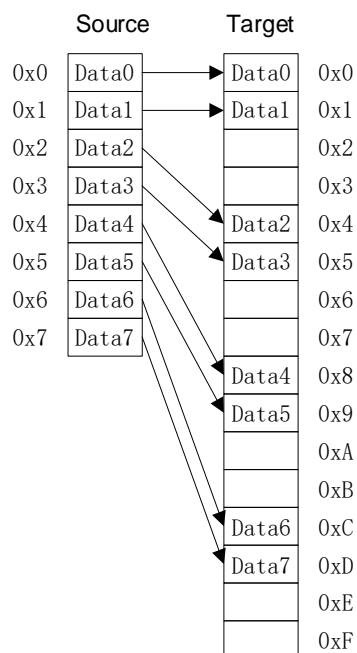 Source Target
0x0 Data0 Data0 0x0
0x1 Data1 Data1 0x1
0x2 Data2 0x2
0x3 Data3 0x3
0x4 Data4 Data2 0x4
0x5 Data5 Data3 0x5
0x6 Data6 0x6
0x7 Data7 0x7
Data4 0x8
Data5 0x9
0xA
0xB
Data6 0xC
Data7 0xD
0xE
0xF